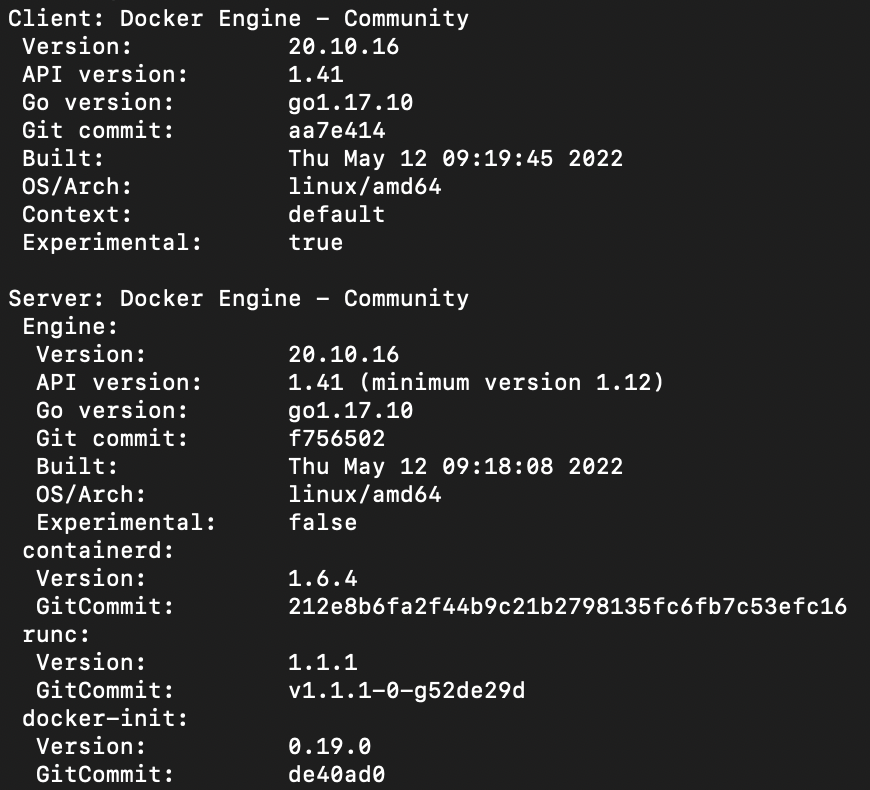 Client: Docker Engine - Community
 Version:           20.10.16
 API version:       1.41
 Go version:        go1.17.10
 Git commit:        aa7e414
 Built:             Thu May 12 09:19:45 2022
 OS/Arch:           linux/amd64
 Context:           default
 Experimental:      true

Server: Docker Engine - Community
 Engine:
  Version:          20.10.16
  API version:      1.41 (minimum version 1.12)
  Go version:       go1.17.10
  Git commit:       f756502
  Built:            Thu May 12 09:18:08 2022
  OS/Arch:          linux/amd64
  Experimental:     false
 containerd:
  Version:          1.6.4
  GitCommit:        212e8b6fa2f44b9c21b2798135fc6fb7c53efc16
 runc:
  Version:          1.1.1
  GitCommit:        v1.1.1-0-g52de29d
 docker-init:
  Version:          0.19.0
  GitCommit:        de40ad0